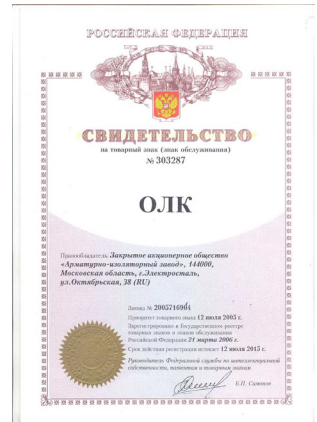 РОССИЙСКАЯ ФЕДЕРАЦИЯ
СВИДЕТЕЛЬСТВО
на товарный знак (знак обслуживания)
№ 303287
ОЛК
Правообладатель: Закрытое акционерное общество
«Арматурно-изоляторный завод», 144000,
Московская область, г.Электросталь,
ул.Октябрьская, 38 (RU)
Заявка № 2005716904
Приоритет товарного знака 12 июля 2005 г.
Зарегистрировано в Государственном реестре
товарных знаков и знаков обслуживания
Российской Федерации 21 марта 2006 г.
Срок действия регистрации истекает 12 июля 2015 г.
Руководитель Федеральной службы по интеллектуальной
собственности, патентам и товарным знакам
Б.П. Симонов